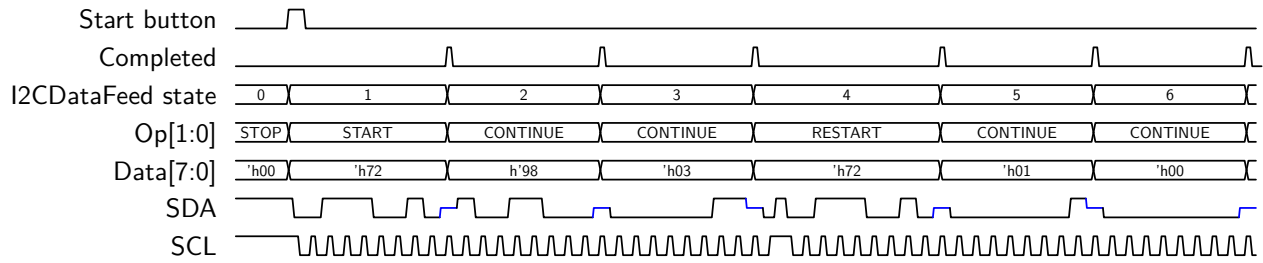 Start button
Completed
I2CDataFeed state 0 1 2 3 4 5 6
Op[1:0] STOP START CONTINUE CONTINUE RESTART CONTINUE CONTINUE
Data[7:0] 'h00 'h72 h'98 'h03 'h72 'h01 'h00
SDA
SCL